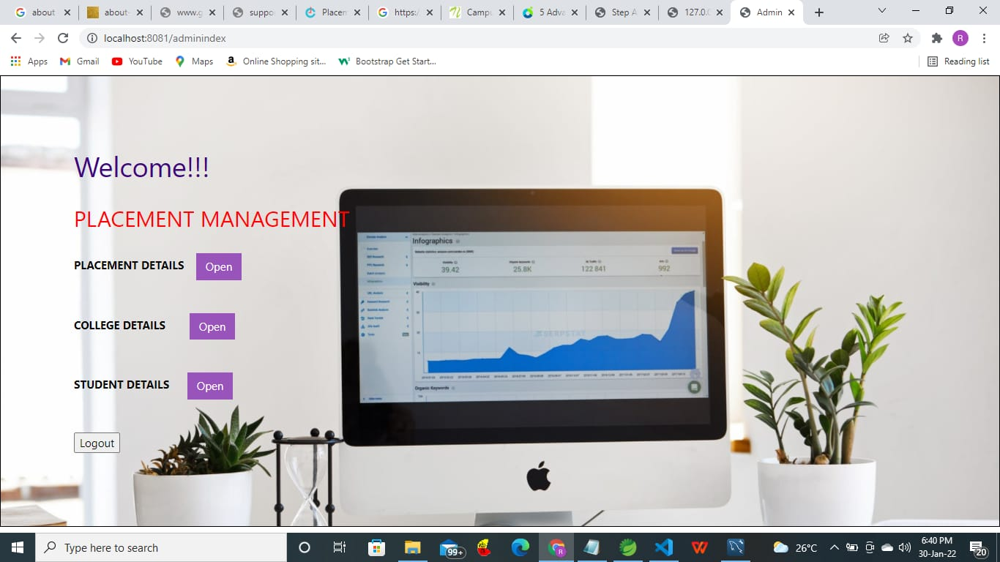 about
about-
www.g
suppo
Placem
https:/
Campu
5 Adva
Step A
127.0.0
Admin
localhost:8081/adminindex
R
Apps
Gmail
YouTube
Maps
Online Shopping sit...
Bootstrap Get Start...
Reading list
Welcome!!!
PLACEMENT MANAGEMENT
PLACEMENT DETAILS Open
COLLEGE DETAILS Open
STUDENT DETAILS Open
Logout
Infographics
39.42 25.8K 122 841 992
Visibility
SERPSTAT
Organic Keywords
Type here to search
99+
R
26°C
6:40 PM
30-Jan-22
20